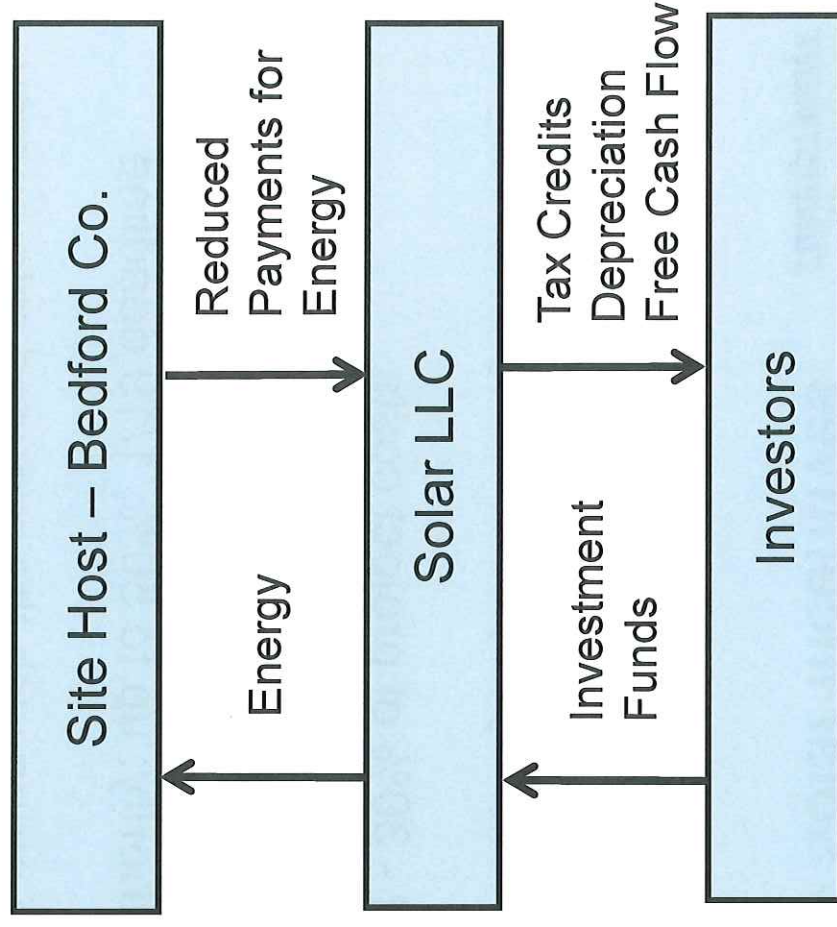 Site Host – Bedford Co.
Energy
Reduced
Payments for
Energy
Solar LLC
Investment
Funds
Tax Credits
Depreciation
Free Cash Flow
Investors